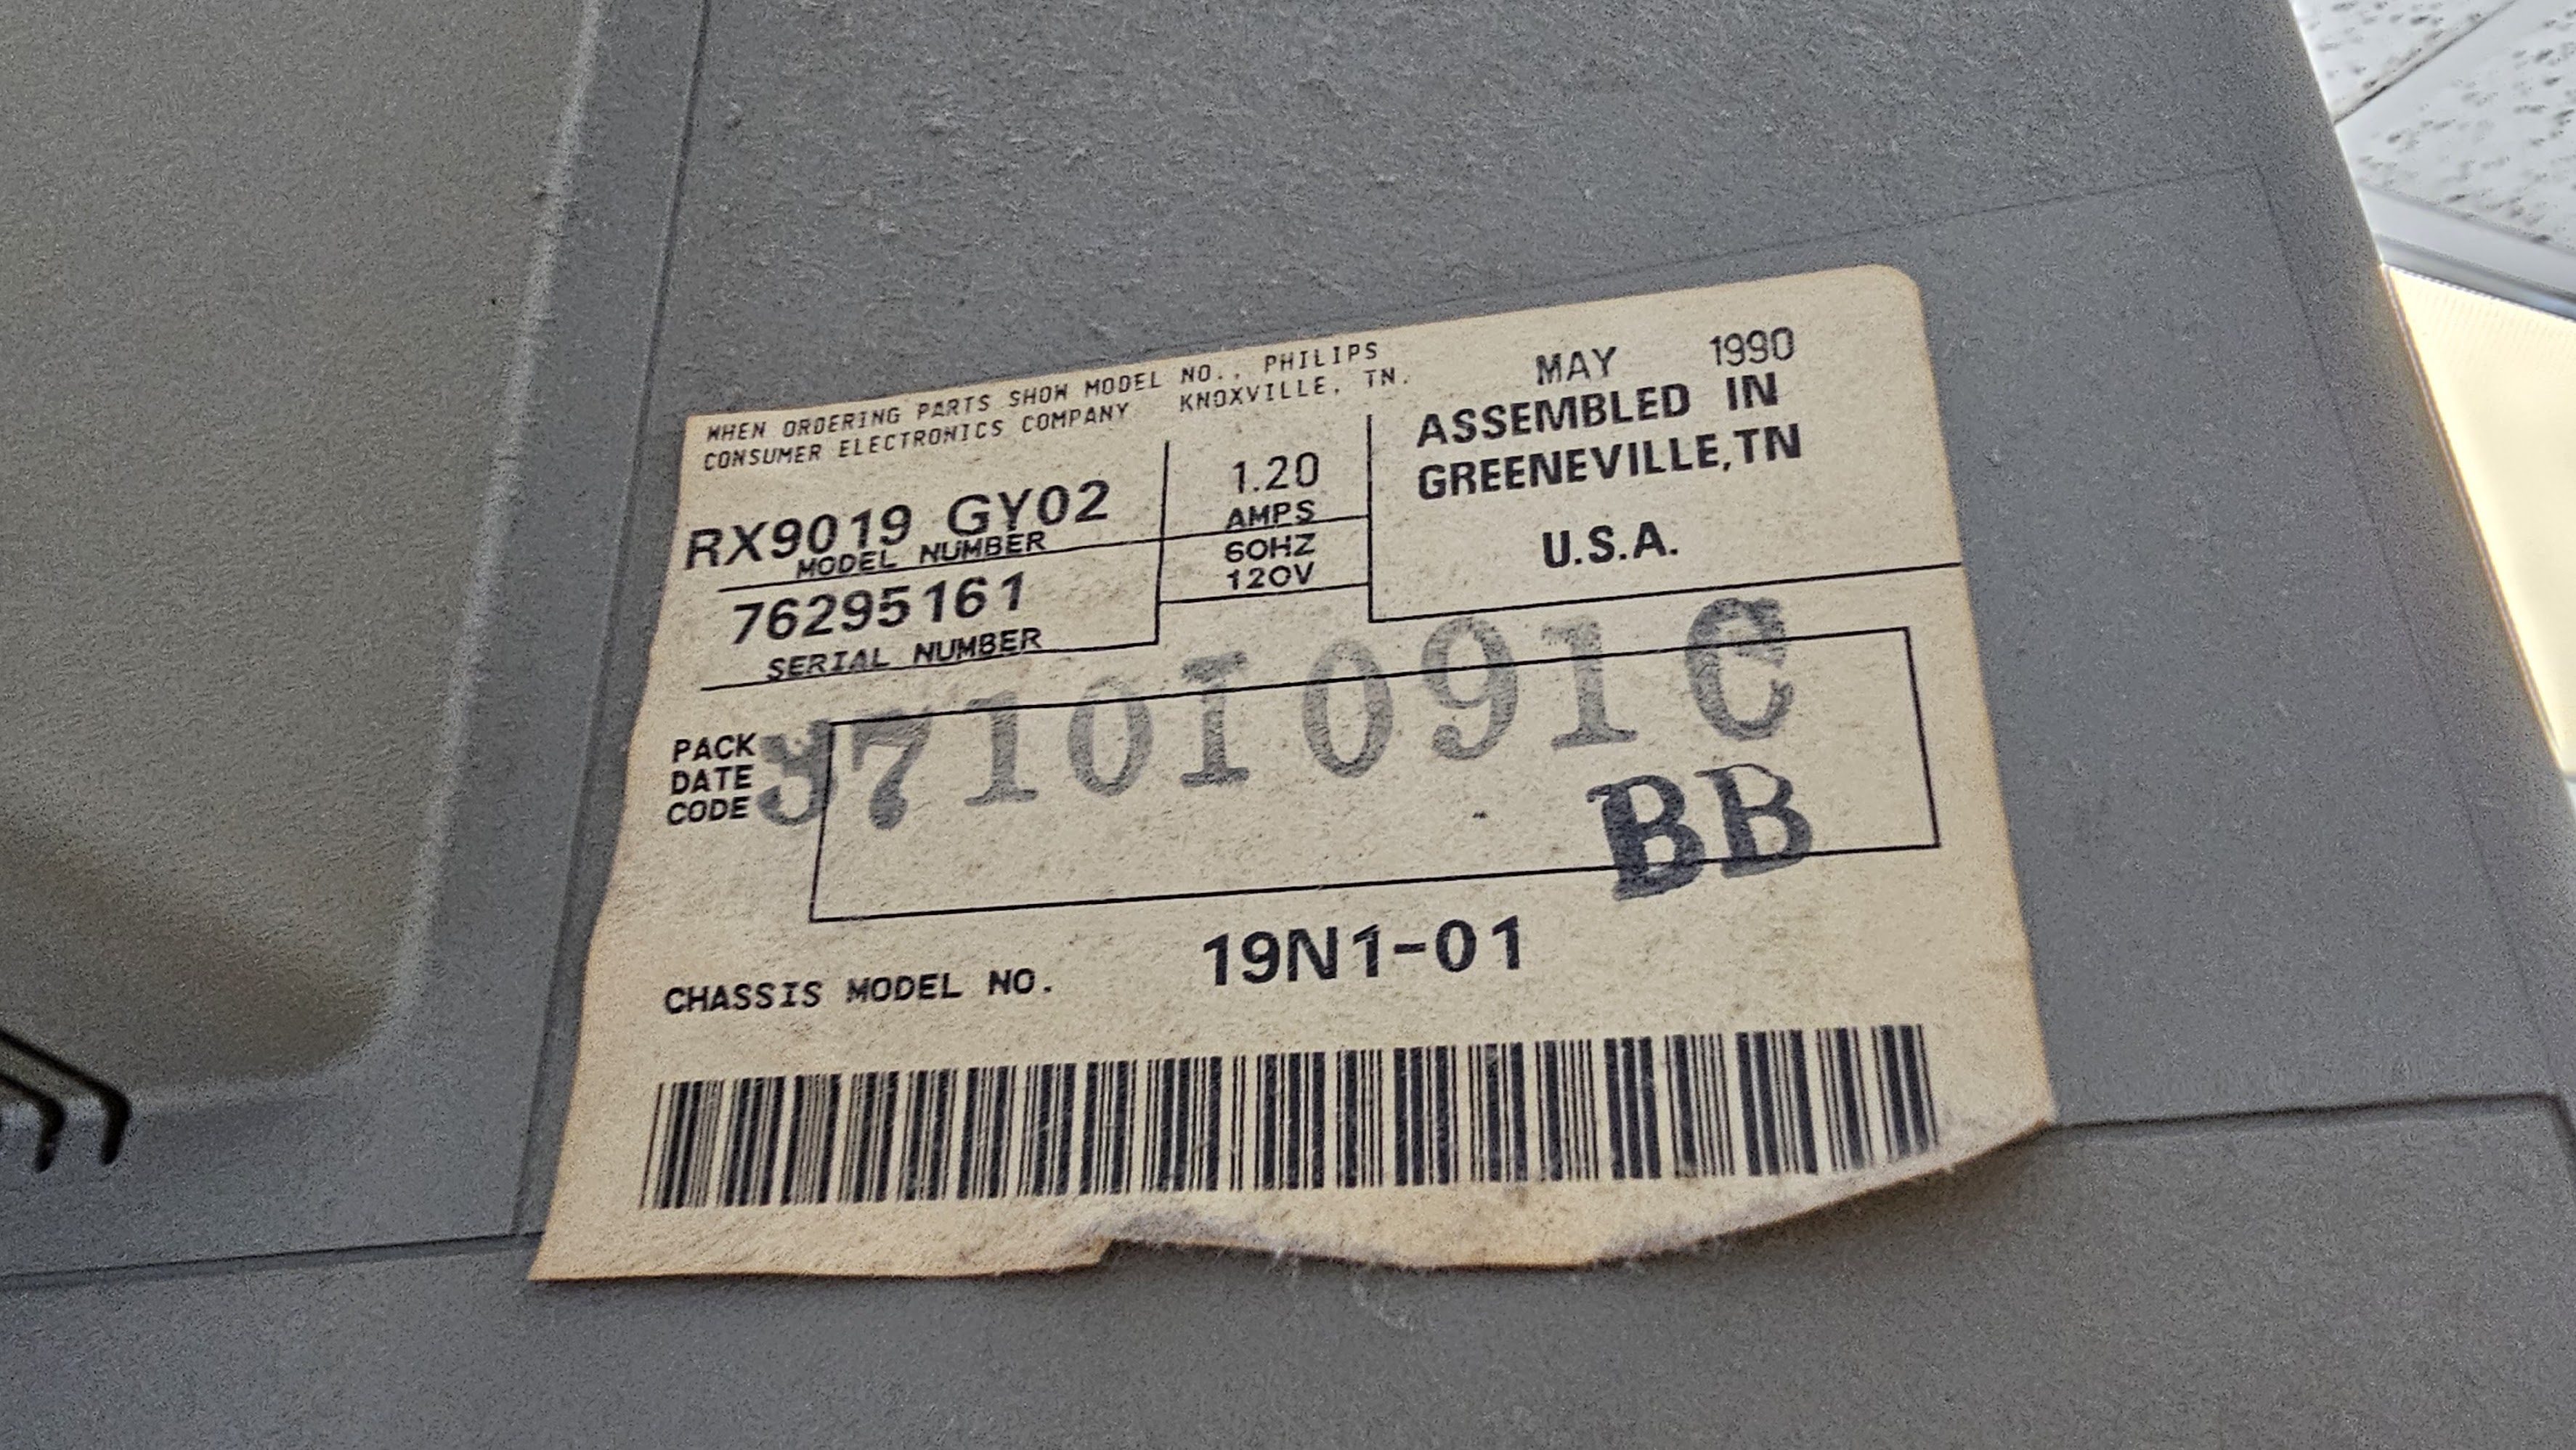 WHEN ORDERING PARTS SHOW MODEL NO., PHILIPS
CONSUMER ELECTRONICS COMPANY KNOXVILLE, TN.
RX9019 GY02
MODEL NUMBER
76295161
SERIAL NUMBER
1.20
AMPS
60HZ
120V
MAY 1990
ASSEMBLED IN
GREENEVILLE,TN
U.S.A.
PACK
DATE
CODE
37101091C
BB
CHASSIS MODEL NO. 19N1-01